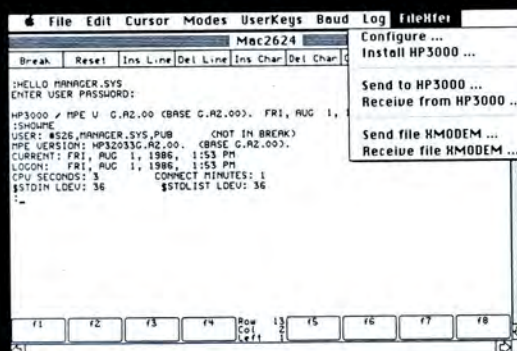 File Edit Cursor Modes UserKeys Baud Log FileXfer
Mac2624
Configure ...
Install HP3000 ...
Send to HP3000 ...
Receive from HP3000 ...
Send file XMODEM ...
Receive file XMODEM ...
Break Reset Ins Line Del Line Ins Char Del Char
:HELLO MANAGER.SYS
ENTER USER PASSWORD:
HP3000 / MPE V G.A2.00 (BASE G.A2.00). FRI, AUG 1, 1
:SHOWME
USER: #S26,MANAGER.SYS,PUB (NOT IN BREAK)
MPE VERSION: HP32033G.A2.00. (BASE G.A2.00).
CURRENT: FRI, AUG 1, 1986, 1:53 PM
LOGON: FRI, AUG 1, 1986, 1:53 PM
CPU SECONDS: 3 CONNECT MINUTES: 1
$STDIN LDEV: 36 $STDLIST LDEV: 36
:_
f1 f2 f3 f4 Row 13 f5 f6 f7 f8
Col 2
Left 1